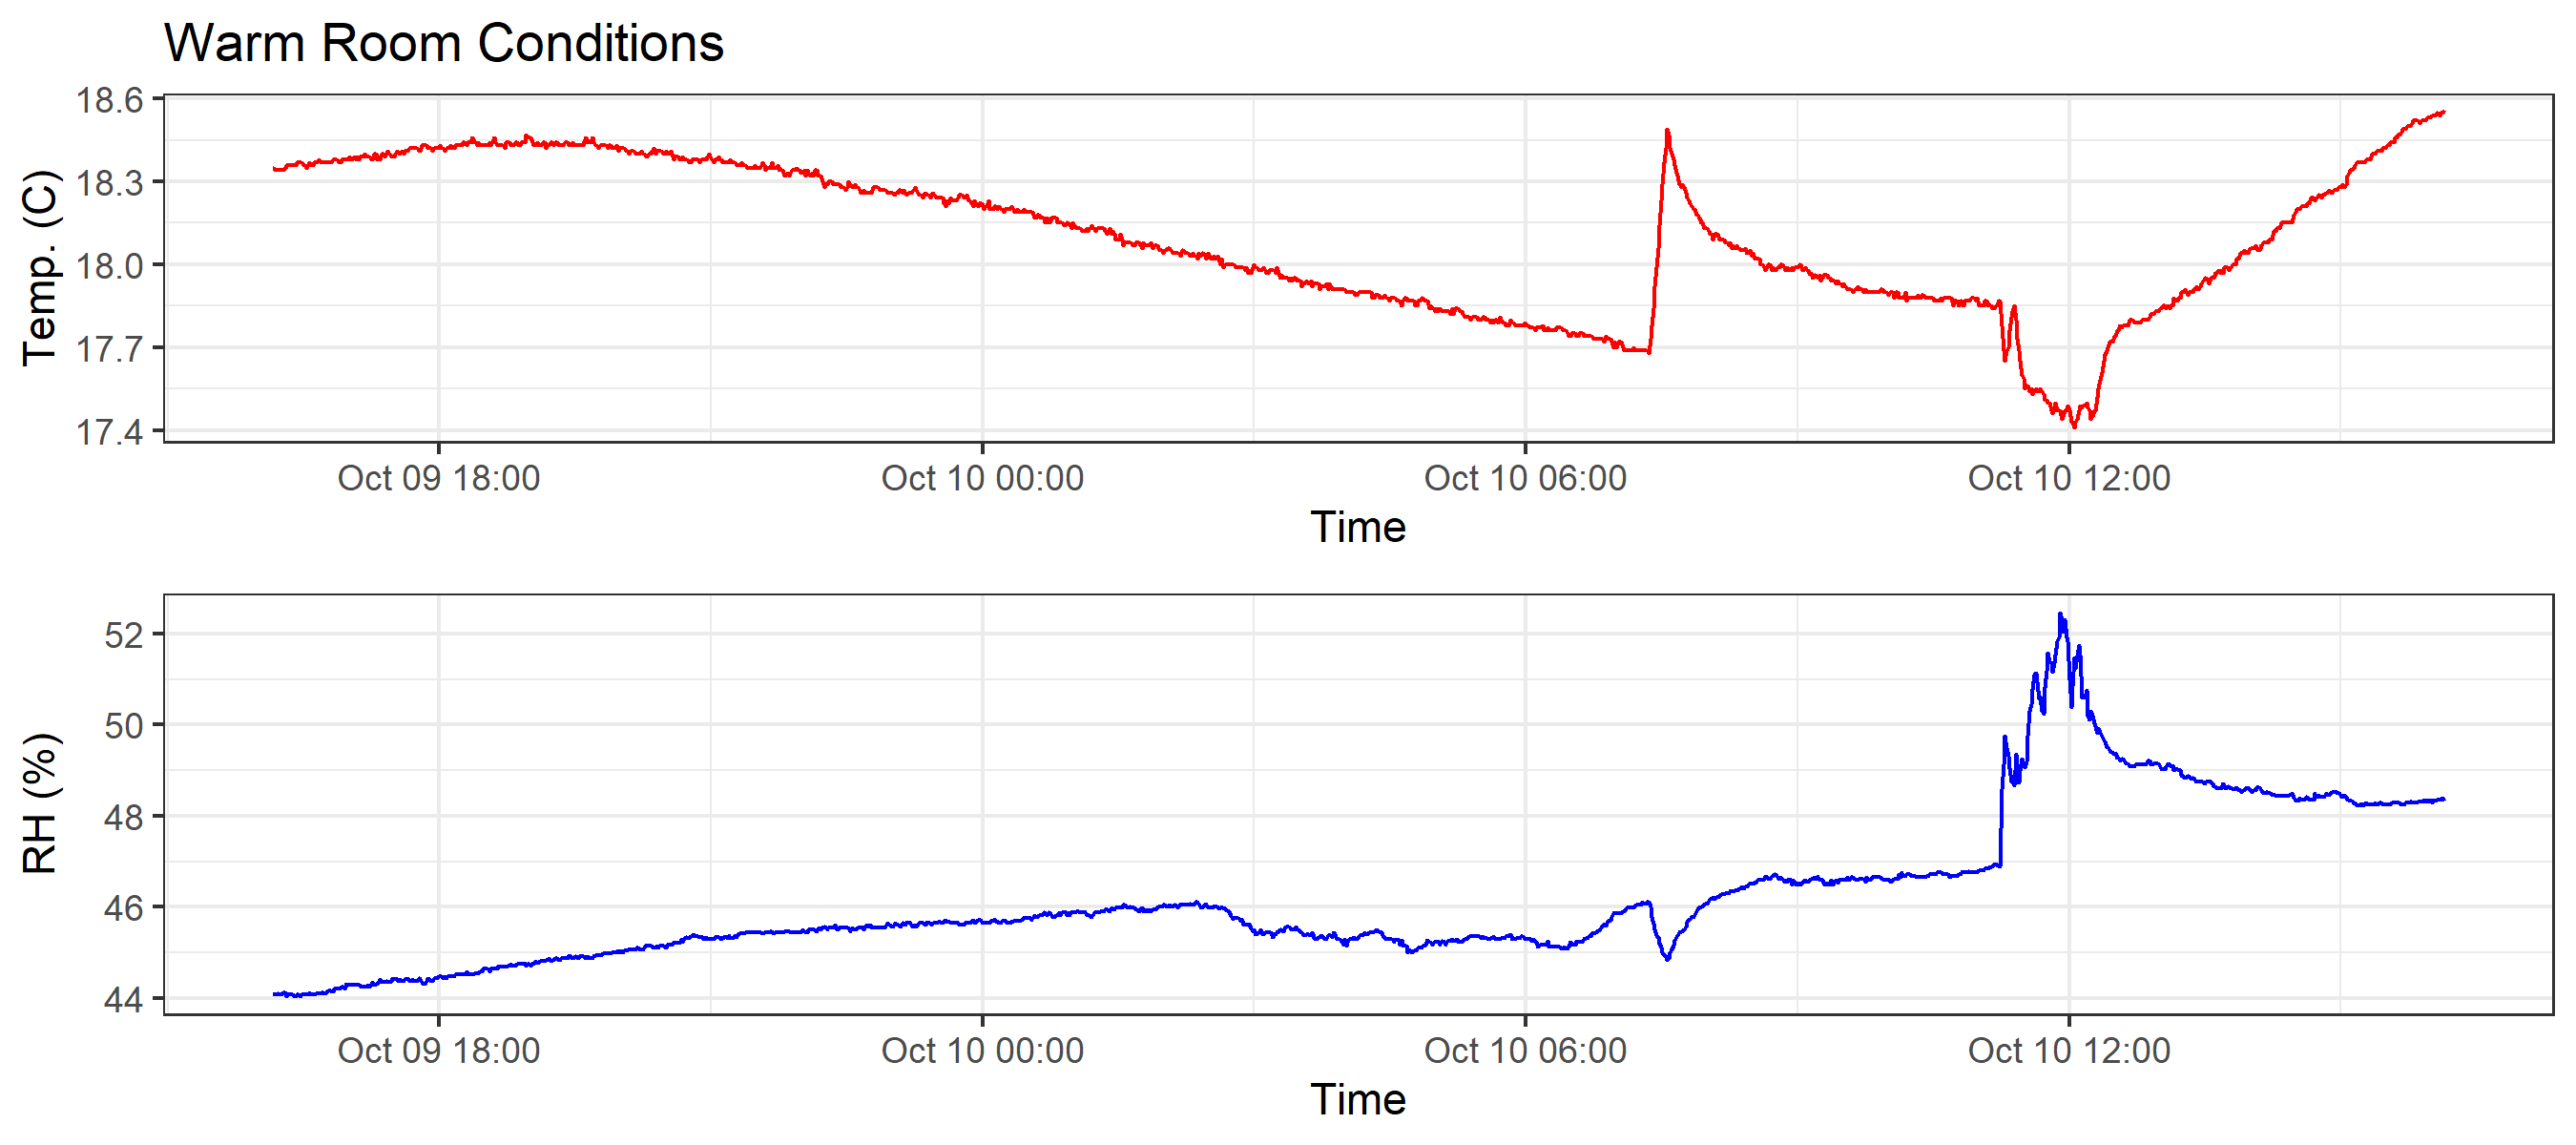 Warm Room Conditions
Temp. (C)
18.6
18.3
18.0
17.7
17.4
Oct 09 18:00 Oct 10 00:00 Oct 10 06:00 Oct 10 12:00
Time
RH (%)
52
50
48
46
44
Oct 09 18:00 Oct 10 00:00 Oct 10 06:00 Oct 10 12:00
Time